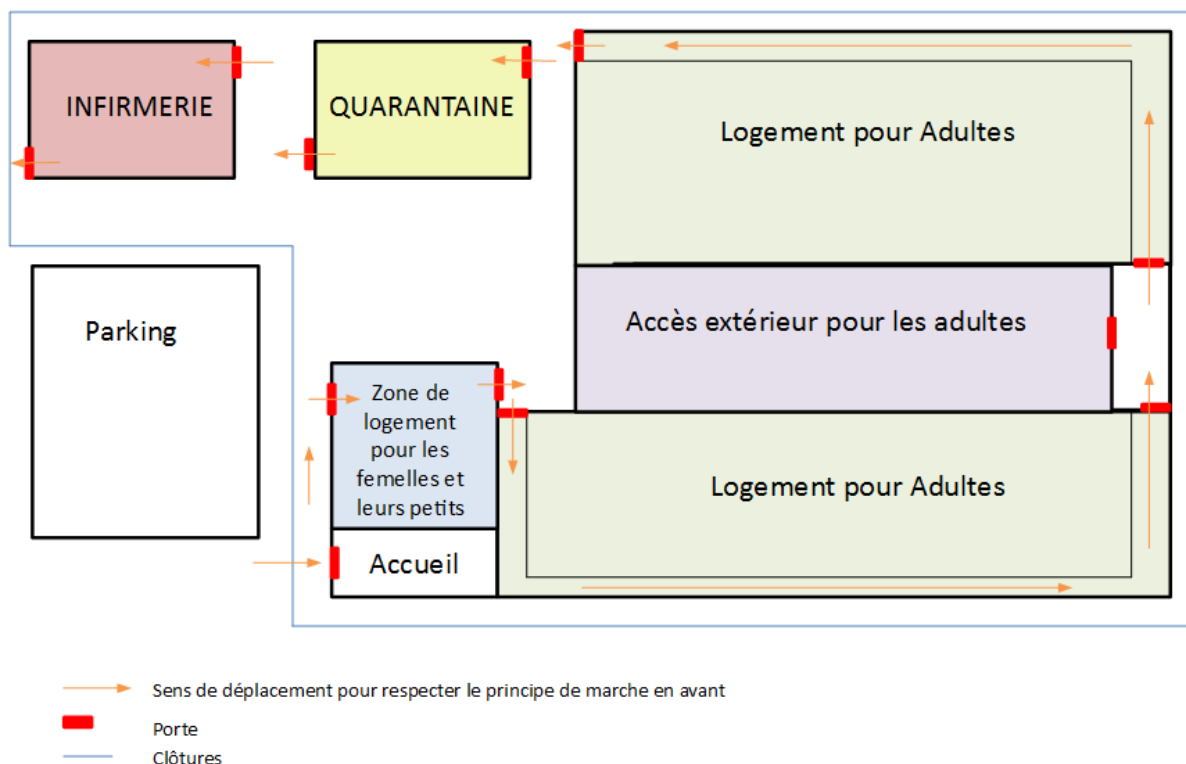 INFIRMERIE
QUARANTAINE
Logement pour Adultes
Parking
Accès extérieur pour les adultes
Zone de
logement
pour les
femelles et
leurs petits
Logement pour Adultes
Accueil
Sens de déplacement pour respecter le principe de marche en avant
Porte
Clôtures